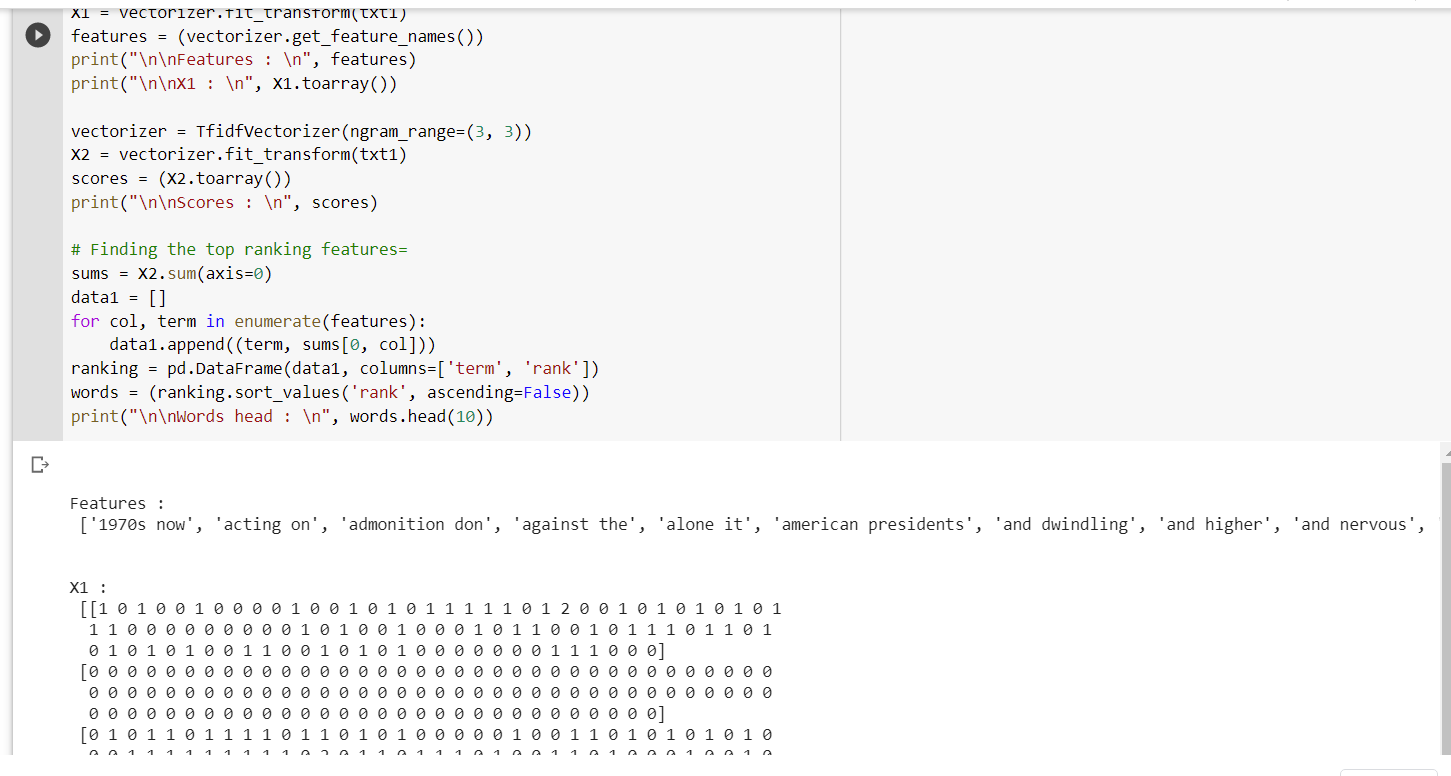 X1 = vectorizer.fit_transform(txt1)
features = (vectorizer.get_feature_names())
print("\n\nFeatures : \n", features)
print("\n\nX1 : \n", X1.toarray())
vectorizer = TfidfVectorizer(ngram_range=(3, 3))
X2 = vectorizer.fit_transform(txt1)
scores = (X2.toarray())
print("\n\nScores : \n", scores)
# Finding the top ranking features=
sums = X2.sum(axis=0)
data1 = []
for col, term in enumerate(features):
    data1.append((term, sums[0, col]))
ranking = pd.DataFrame(data1, columns=['term', 'rank'])
words = (ranking.sort_values('rank', ascending=False))
print("\n\nWords head : \n", words.head(10))
Features :
['1970s now', 'acting on', 'admonition don', 'against the', 'alone it', 'american presidents', 'and dwindling', 'and higher', 'and nervous',
X1 :
[[1 0 1 0 0 1 0 0 0 0 1 0 0 1 0 1 0 1 1 1 1 1 0 1 2 0 0 1 0 1 0 1 0 1 0 1
1 1 0 0 0 0 0 0 0 0 0 1 0 1 0 0 1 0 0 0 1 0 1 1 0 0 1 0 1 1 1 0 1 1 0 1
0 1 0 1 0 1 0 0 1 1 0 0 1 0 1 0 1 0 0 0 0 0 0 0 1 1 1 0 0 0]
[0 0 0 0 0 0 0 0 0 0 0 0 0 0 0 0 0 0 0 0 0 0 0 0 0 0 0 0 0 0 0 0 0 0 0 0
0 0 0 0 0 0 0 0 0 0 0 0 0 0 0 0 0 0 0 0 0 0 0 0 0 0 0 0 0 0 0 0 0 0 0 0
0 0 0 0 0 0 0 0 0 0 0 0 0 0 0 0 0 0 0 0 0 0 0 0 0 0 0 0 0 0]
[0 1 0 1 1 0 1 1 1 1 0 1 1 0 1 0 1 0 0 0 0 0 1 0 0 1 1 0 1 0 1 0 1 0 1 0